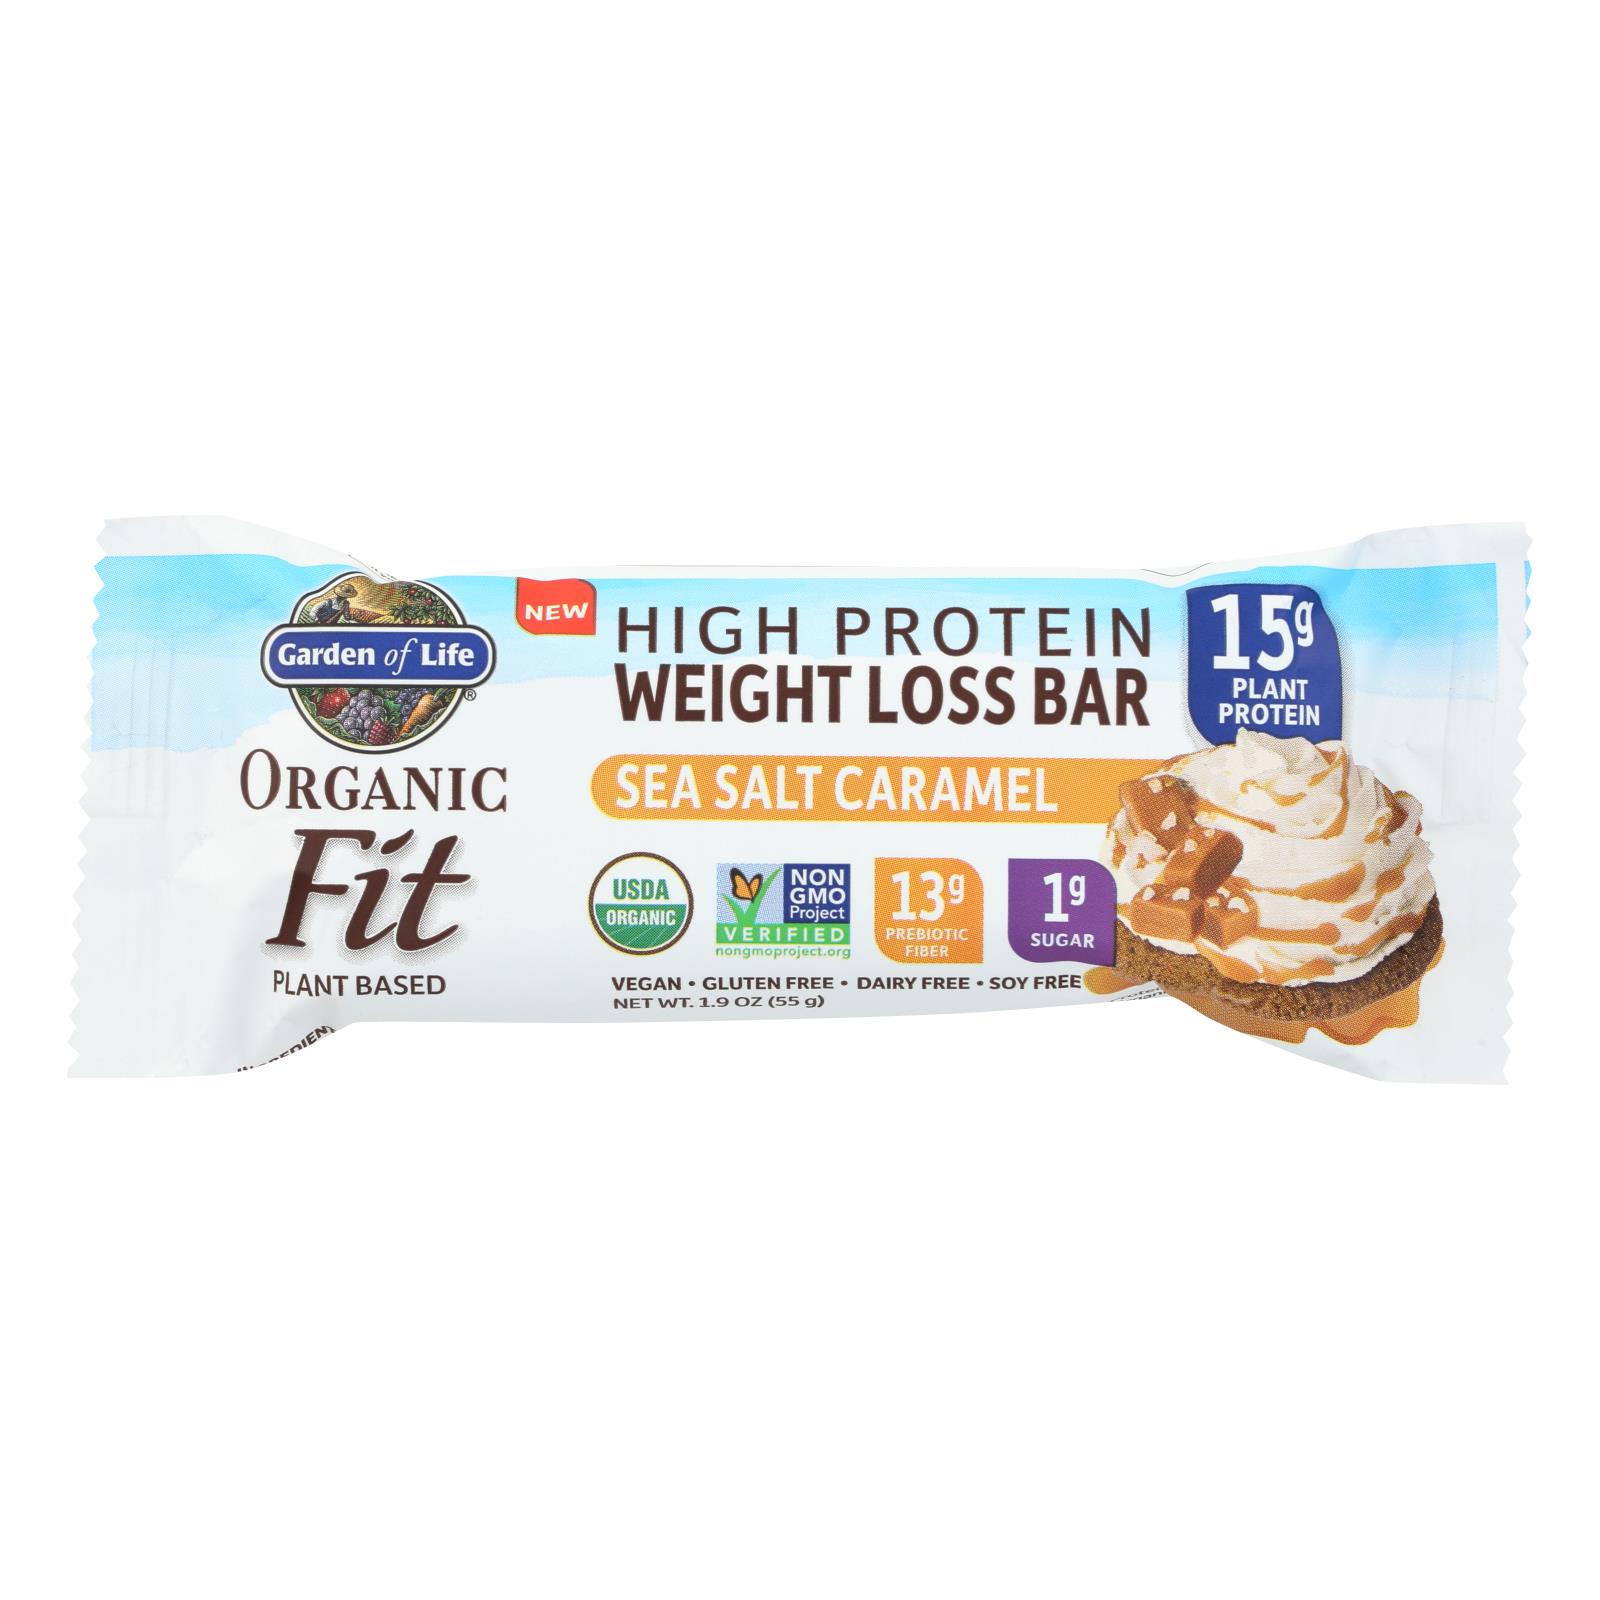 Garden of Life®
ORGANIC
Fit
PLANT BASED
NEW
HIGH PROTEIN
WEIGHT LOSS BAR
SEA SALT CARAMEL
15g
PLANT
PROTEIN
USDA
ORGANIC
NON
GMO
Project
VERIFIED
nongmoproject.org
13g
PREBIOTIC
FIBER
1g
SUGAR
VEGAN • GLUTEN FREE • DAIRY FREE • SOY FREE
NET WT. 1.9 OZ (55 g)